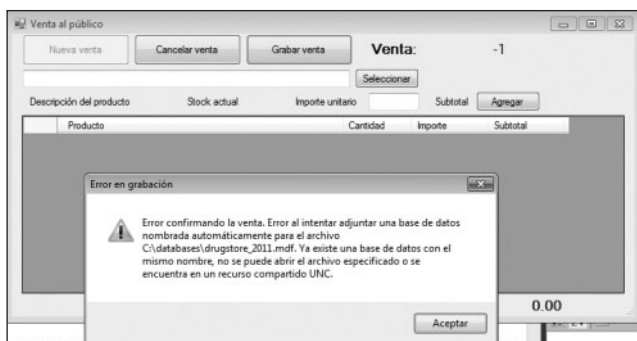 Venta al público
Nueva venta Cancelar venta Grabar venta Venta: -1
Seleccionar
Descripción del producto Stock actual Importe unitario Subtotal Agregar
Producto Cantidad Importe Subtotal
Error en grabación
Error confirmando la venta. Error al intentar adjuntar una base de datos
nombrada automáticamente para el archivo
C:\databases\drugstore_2011.mdf. Ya existe una base de datos con el
mismo nombre, no se puede abrir el archivo especificado o se
encuentra en un recurso compartido UNC.
0.00
Aceptar